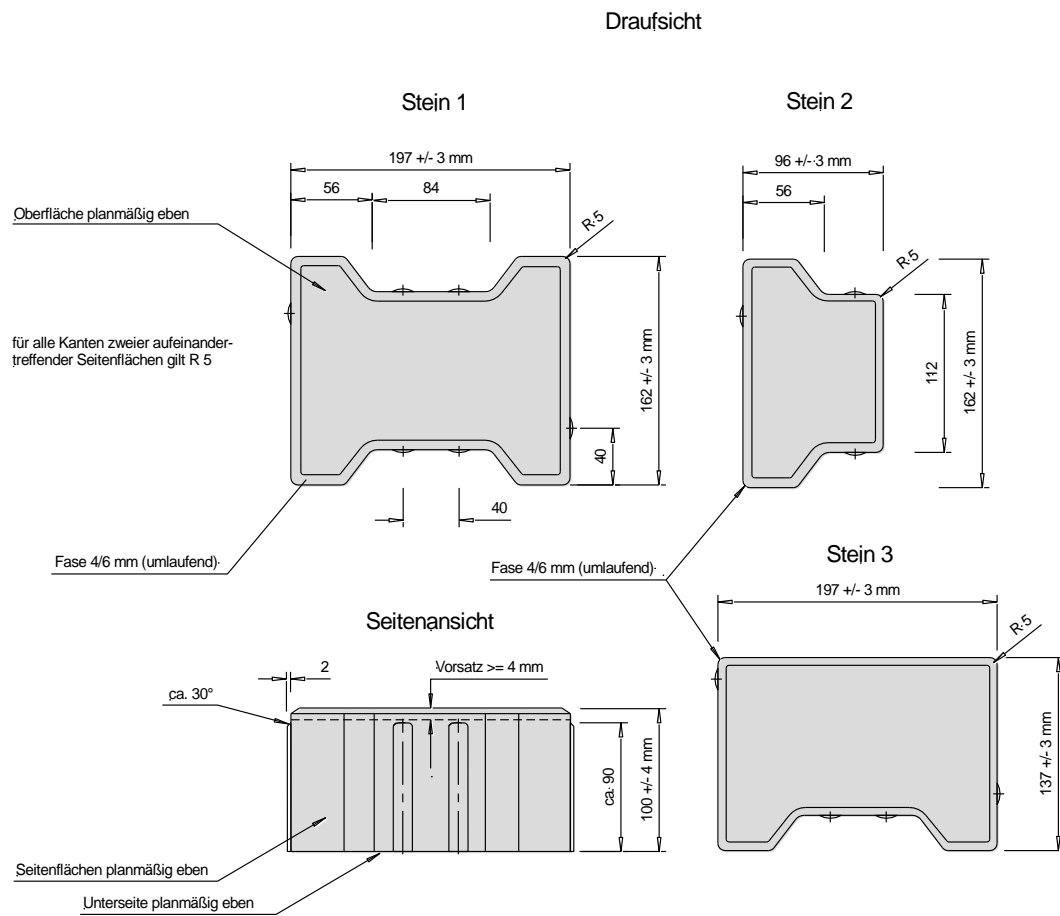 Draufsicht
Stein 1
Stein 2
197 +/- 3 mm
96 +/- 3 mm
56
84
56
Oberfläche planmäßig eben
R 5
R 5
für alle Kanten zweier aufeinander-
treffender Seitenflächen gilt R 5
162 +/- 3 mm
112
162 +/- 3 mm
40
40
Fase 4/6 mm (umlaufend)
Fase 4/6 mm (umlaufend)
Stein 3
197 +/- 3 mm
Seitenansicht
R 5
2
Vorsatz >= 4 mm
ca. 30°
ca. 90
100 +/- 4 mm
137 +/- 3 mm
Seitenflächen planmäßig eben
Unterseite planmäßig eben